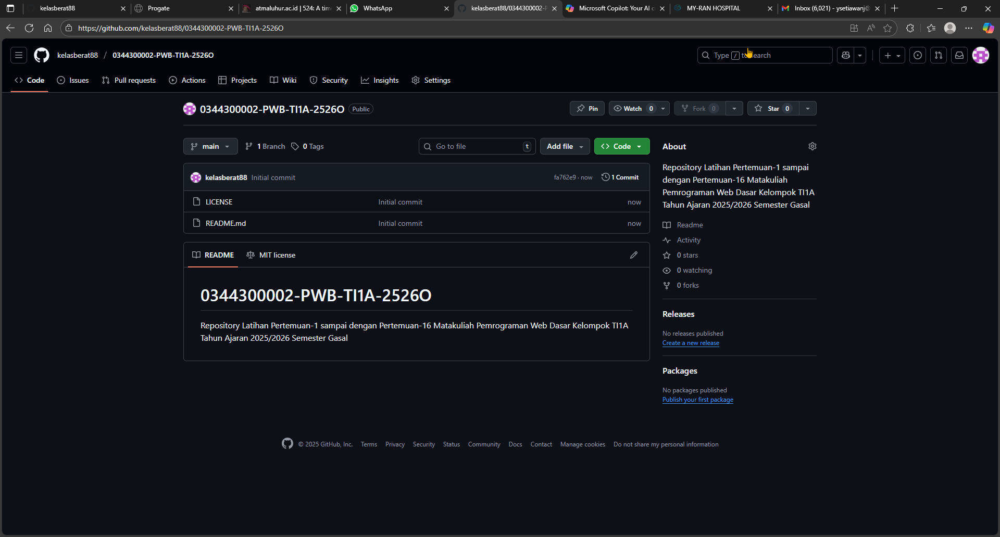 kelasberat88
Progate
atmaluhur.ac.id | 524: A tim
WhatsApp
kelasberat88/0344300002-P
Microsoft Copilot: Your AI c
MY-RAN HOSPITAL
Inbox (6,021) - ysetiawanj@
https://github.com/kelasberat88/0344300002-PWB-TI1A-2526O
kelasberat88 / 0344300002-PWB-TI1A-2526O
Type / to search
Code
Issues
Pull requests
Actions
Projects
Wiki
Security
Insights
Settings
0344300002-PWB-TI1A-2526O Public
Pin
Watch 0
Fork 0
Star 0
main
1 Branch
0 Tags
Go to file t
Add file
Code
kelasberat88 Initial commit
fa762e9 · now
1 Commit
LICENSE Initial commit now
README.md Initial commit now
README
MIT license
0344300002-PWB-TI1A-2526O
Repository Latihan Pertemuan-1 sampai dengan Pertemuan-16 Matakuliah Pemrograman Web Dasar Kelompok TI1A
Tahun Ajaran 2025/2026 Semester Gasal
About
Repository Latihan Pertemuan-1 sampai
dengan Pertemuan-16 Matakuliah
Pemrograman Web Dasar Kelompok TI1A
Tahun Ajaran 2025/2026 Semester Gasal
Readme
Activity
0 stars
0 watching
0 forks
Releases
No releases published
Create a new release
Packages
No packages published
Publish your first package
© 2025 GitHub, Inc. Terms Privacy Security Status Community Docs Contact Manage cookies Do not share my personal information